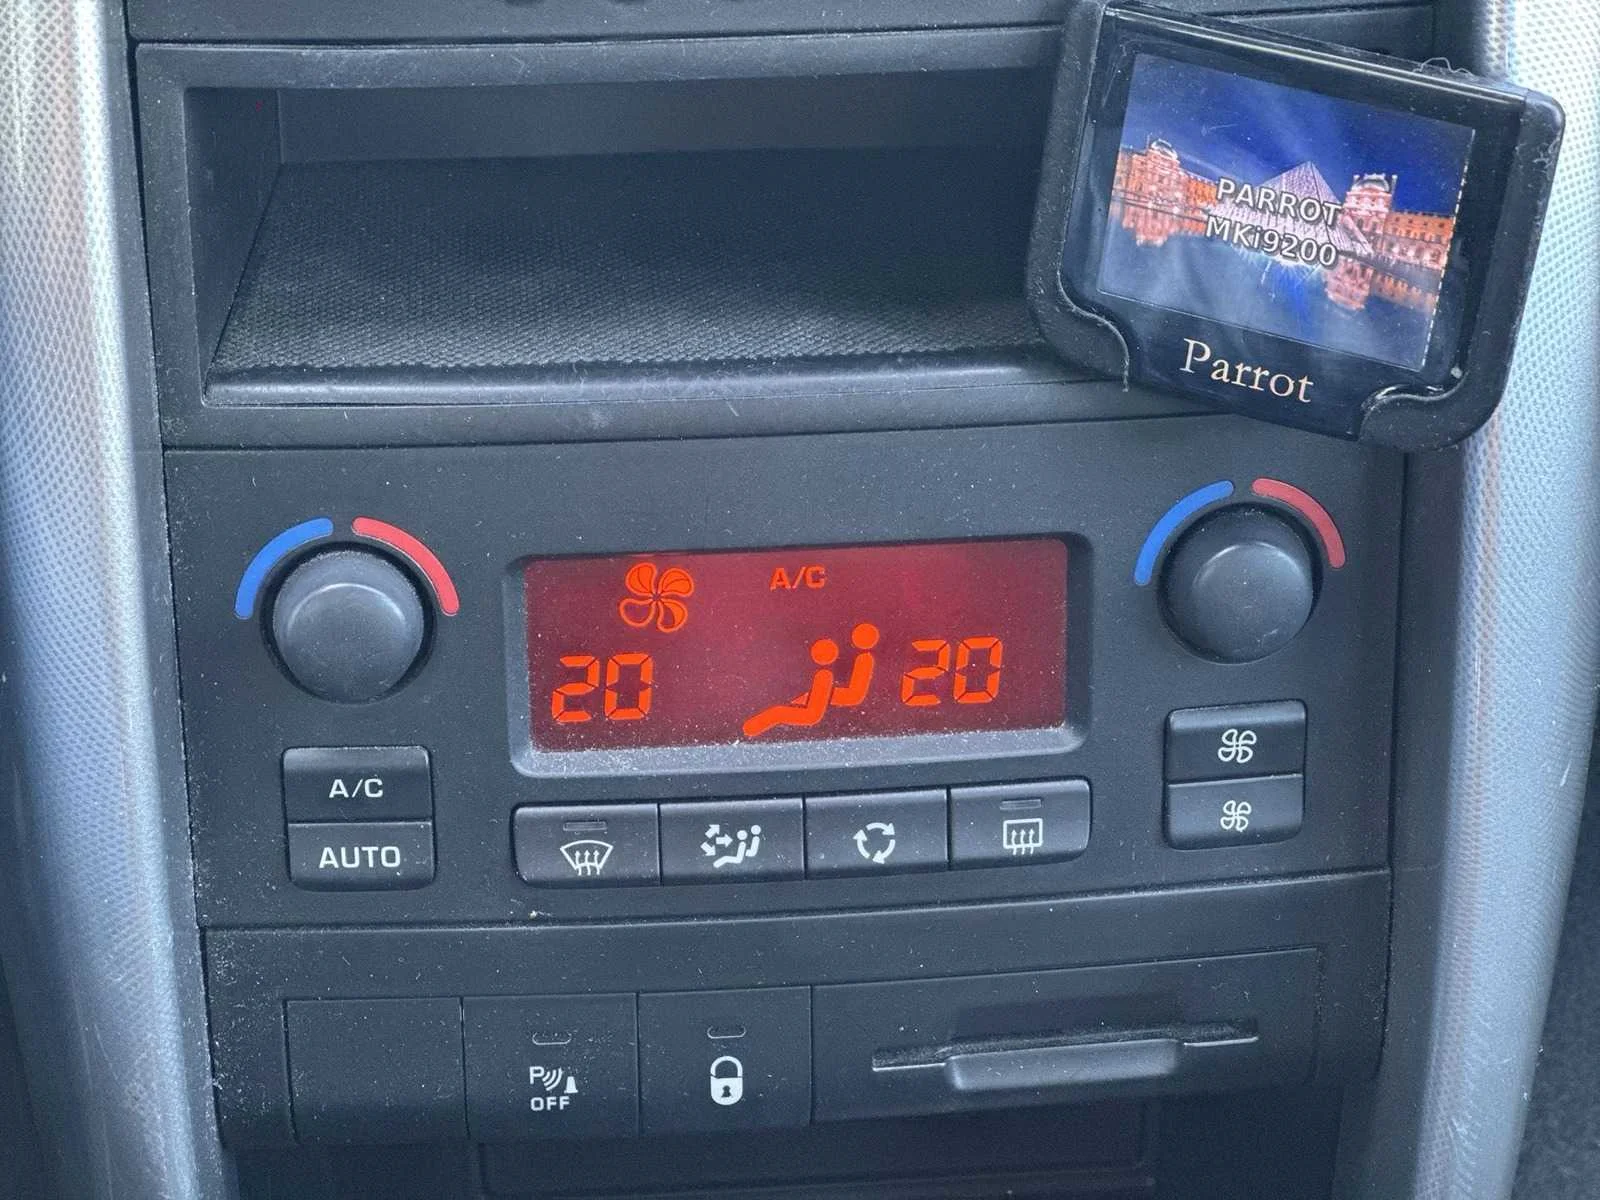 PARROT
MKi9200
Parrot
A/C
20 20
A/C
AUTO
P
OFF